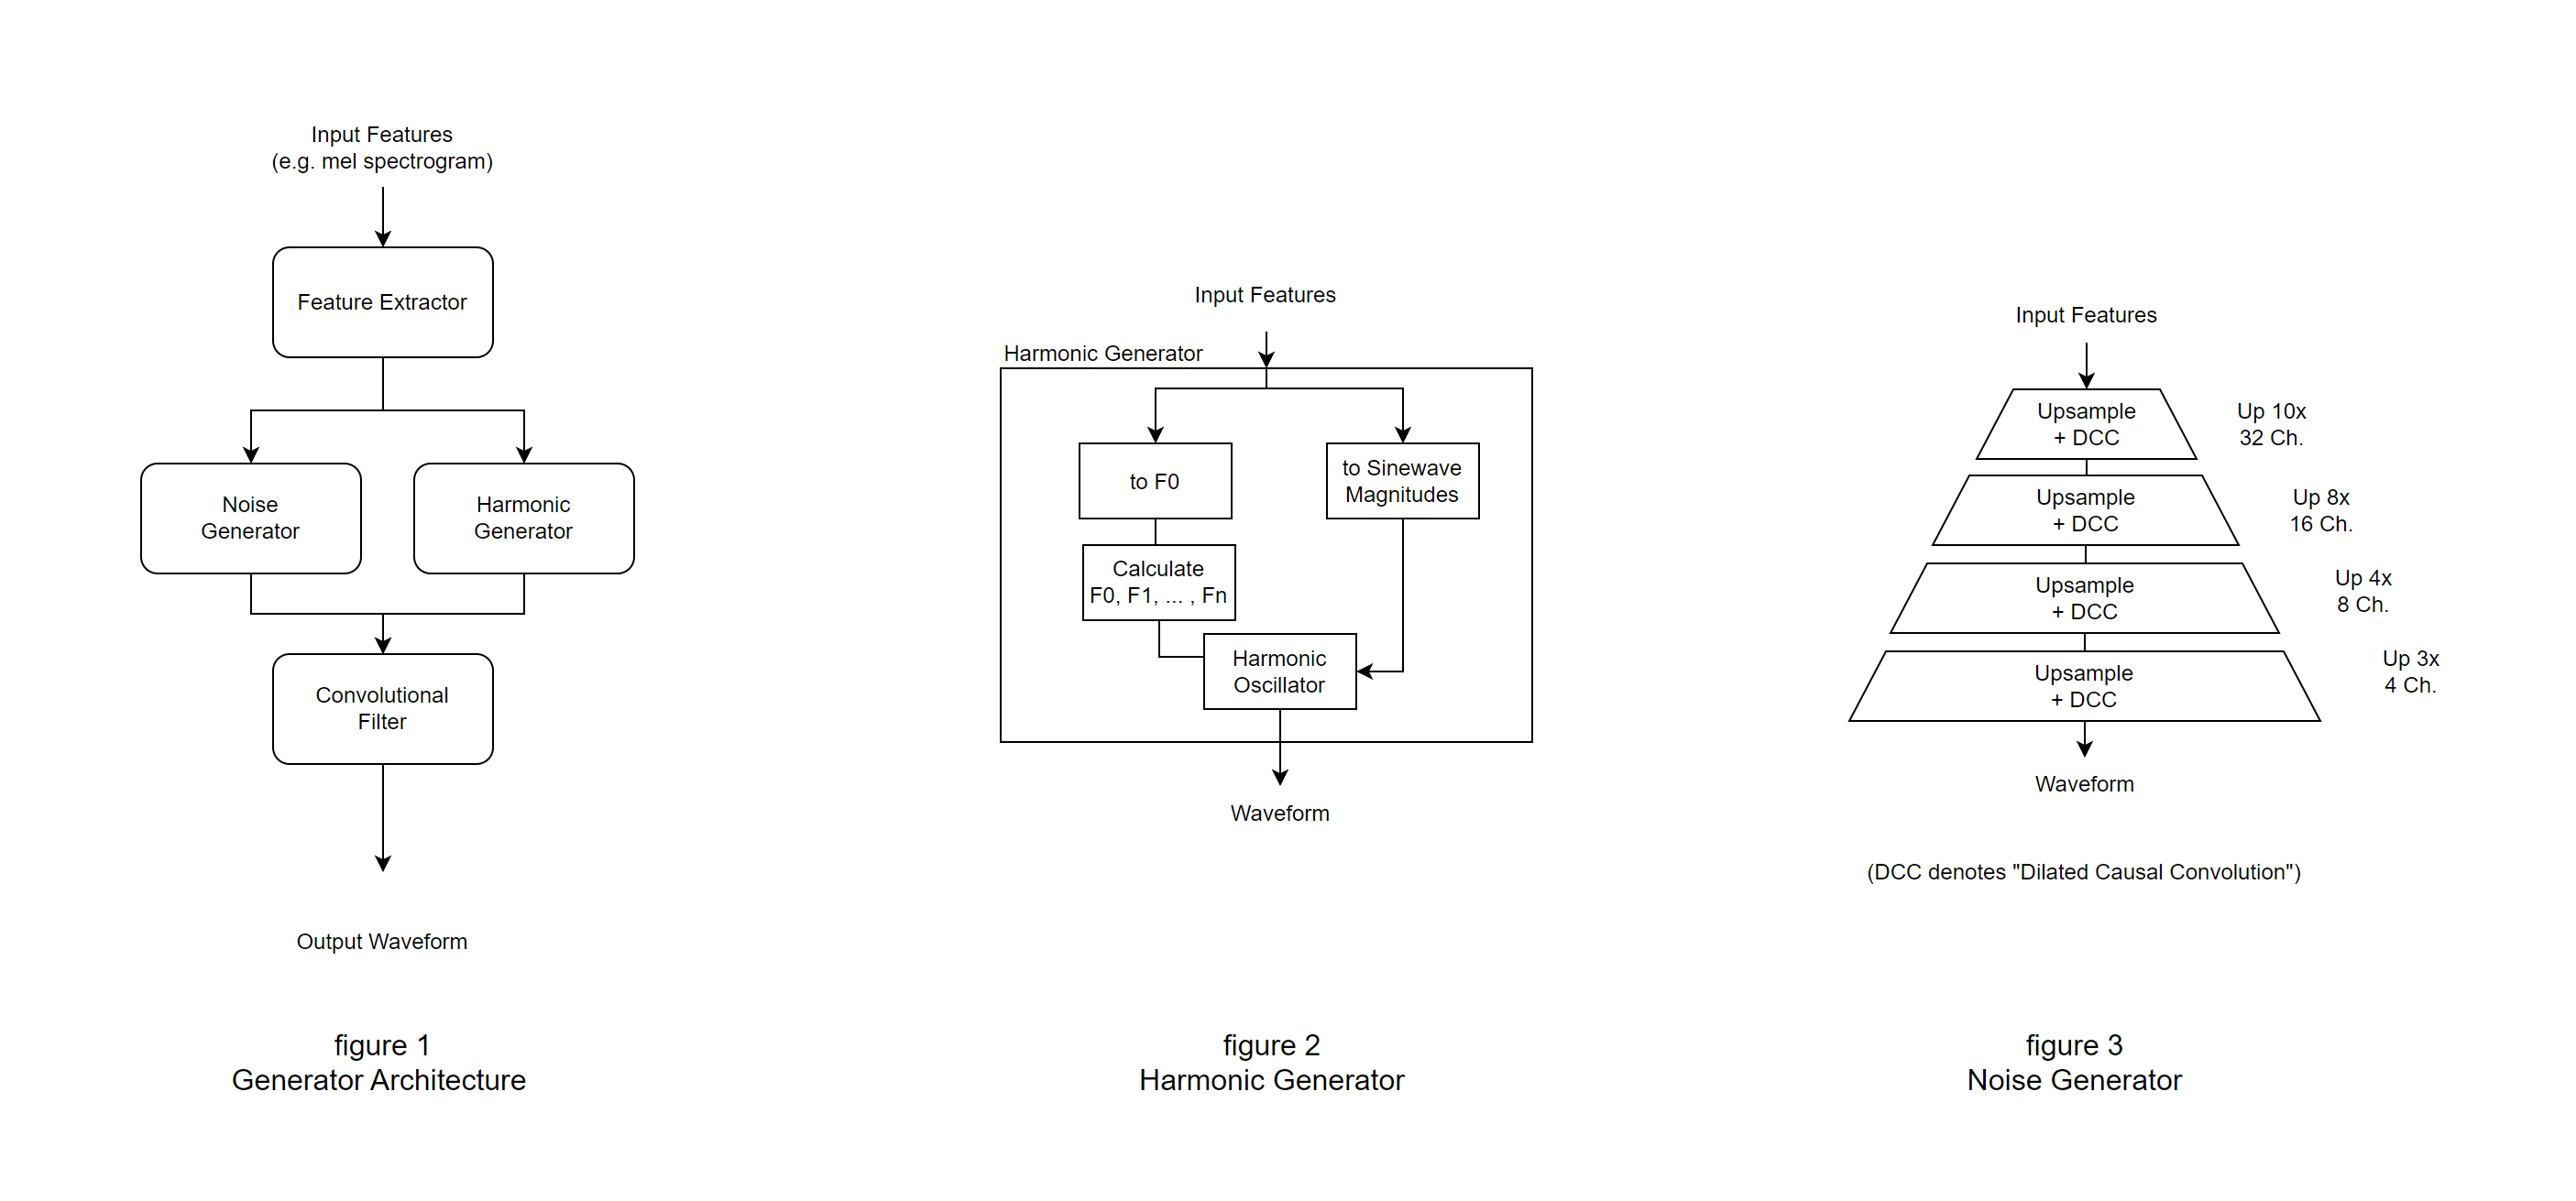 Input Features
(e.g. mel spectrogram)
Feature Extractor
Noise
Generator
Harmonic
Generator
Convolutional
Filter
Output Waveform
figure 1
Generator Architecture
Input Features
Harmonic Generator
to F0
to Sinewave
Magnitudes
Calculate
F0, F1, ... , Fn
Harmonic
Oscillator
Waveform
figure 2
Harmonic Generator
Input Features
Upsample
+ DCC
Up 10x
32 Ch.
Upsample
+ DCC
Up 8x
16 Ch.
Upsample
+ DCC
Up 4x
8 Ch.
Upsample
+ DCC
Up 3x
4 Ch.
Waveform
(DCC denotes "Dilated Causal Convolution")
figure 3
Noise Generator